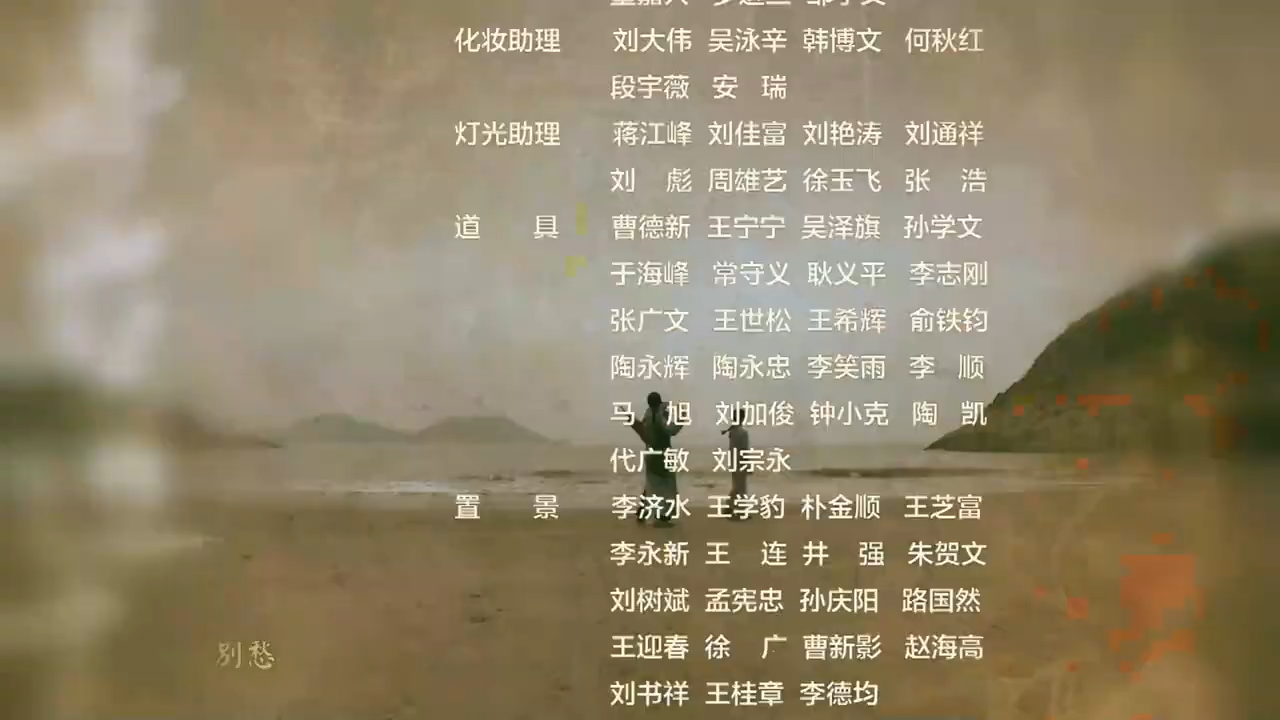 化妆助理 刘大伟 吴泳辛 韩博文 何秋红
段宇薇 安 瑞
灯光助理 蒋江峰 刘佳富 刘艳涛 刘通祥
刘 彪 周雄艺 徐玉飞 张 浩
道 具 曹德新 王宁宁 吴泽旗 孙学文
于海峰 常守义 耿义平 李志刚
张广文 王世松 王希辉 俞铁钧
陶永辉 陶永忠 李笑雨 李 顺
马 旭 刘加俊 钟小克 陶 凯
代广敏 刘宗永
置 景 李济水 王学豹 朴金顺 王芝富
李永新 王 连 井 强 朱贺文
刘树斌 孟宪忠 孙庆阳 路国然
王迎春 徐 广 曹新影 赵海高
别愁
刘书祥 王桂章 李德均